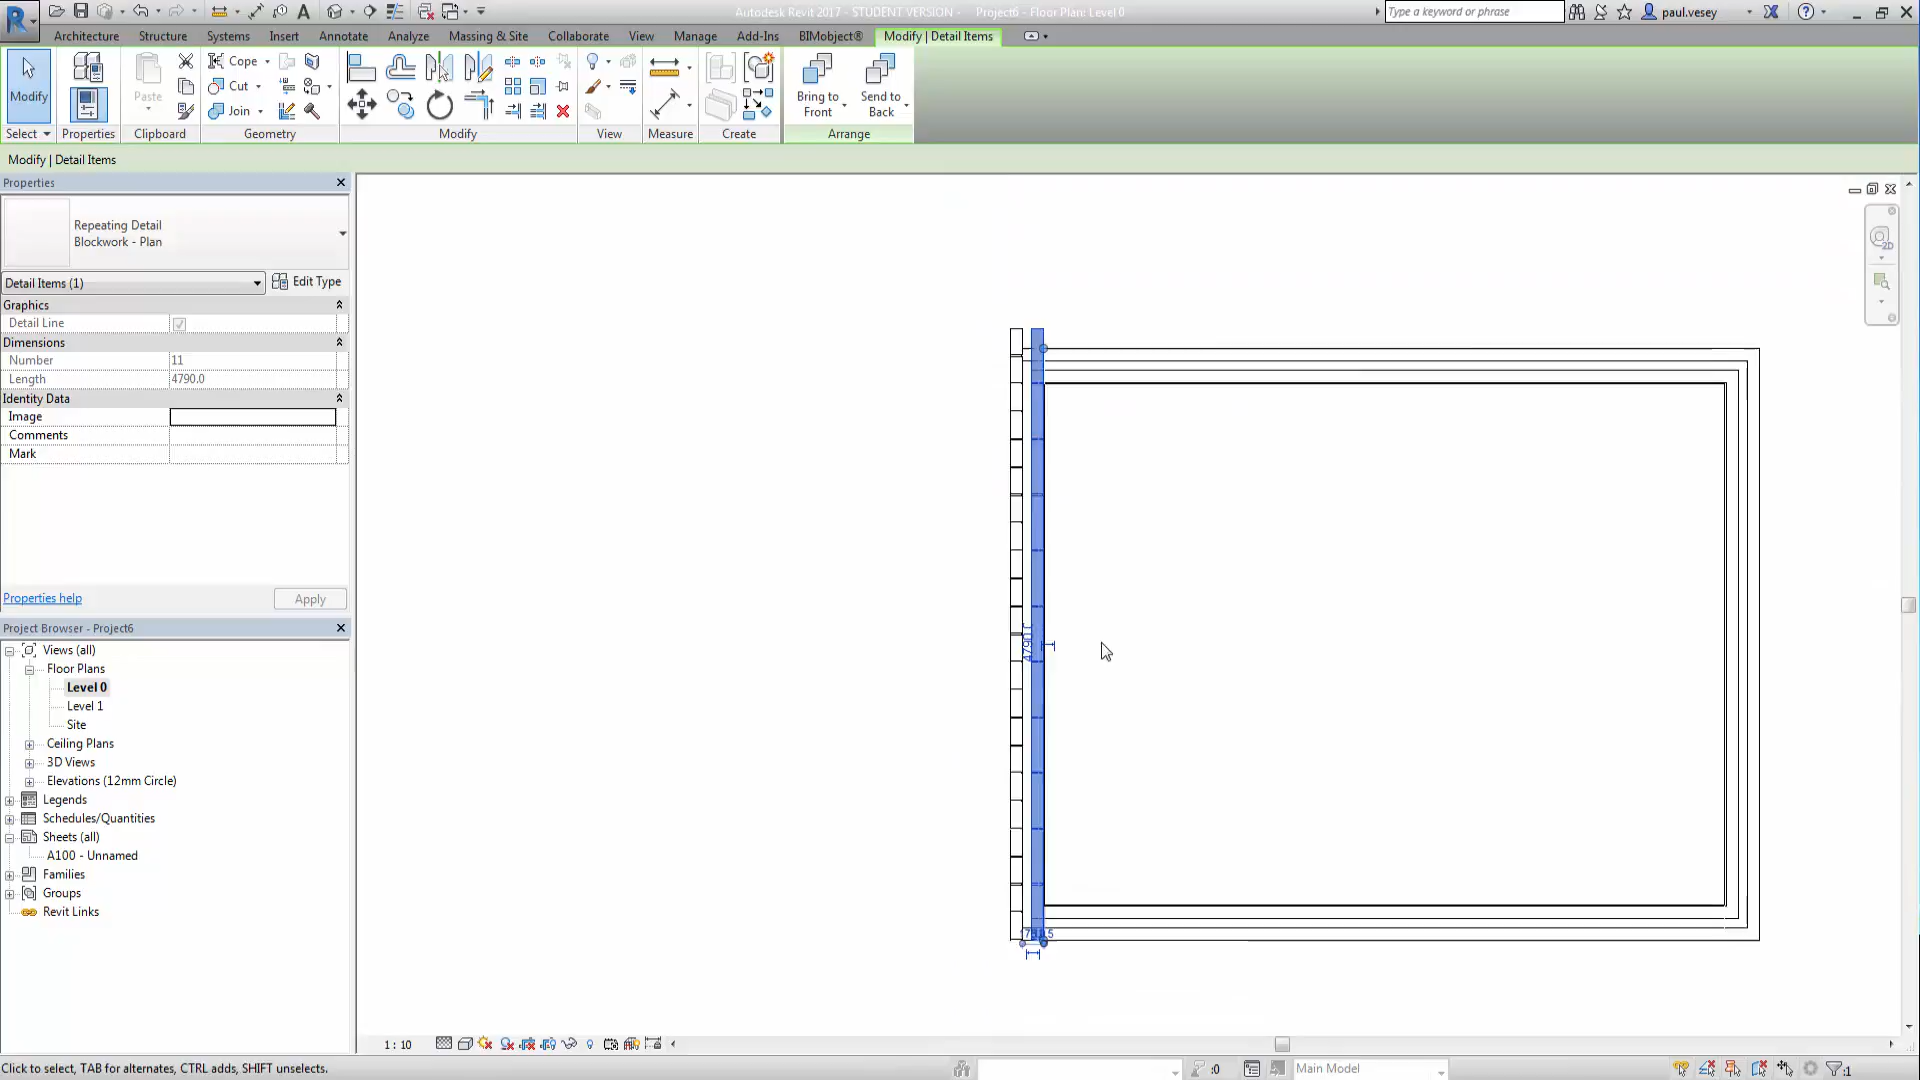 Autodesk Revit 2017 - STUDENT VERSION - Project6 - Floor Plan: Level 0
Type a keyword or phrase
paul.vesey
Architecture Structure Systems Insert Annotate Analyze Massing & Site Collaborate View Manage Add-Ins BIMobject® Modify | Detail Items
Modify
Paste
Cope
Cut
Join
Bring to Front
Send to Back
Select Properties Clipboard Geometry Modify View Measure Create Arrange
Modify | Detail Items
Properties
Repeating Detail
Blockwork - Plan
Detail Items (1)
Edit Type
Graphics
Detail Line
Dimensions
Number 11
Length 4790.0
Identity Data
Image
Comments
Mark
Properties help
Apply
Project Browser - Project6
Views (all)
Floor Plans
Level 0
Level 1
Site
Ceiling Plans
3D Views
Elevations (12mm Circle)
Legends
Schedules/Quantities
Sheets (all)
A100 - Unnamed
Families
Groups
Revit Links
2D
1 : 10
Click to select, TAB for alternates, CTRL adds, SHIFT unselects.
:0
Main Model
:1